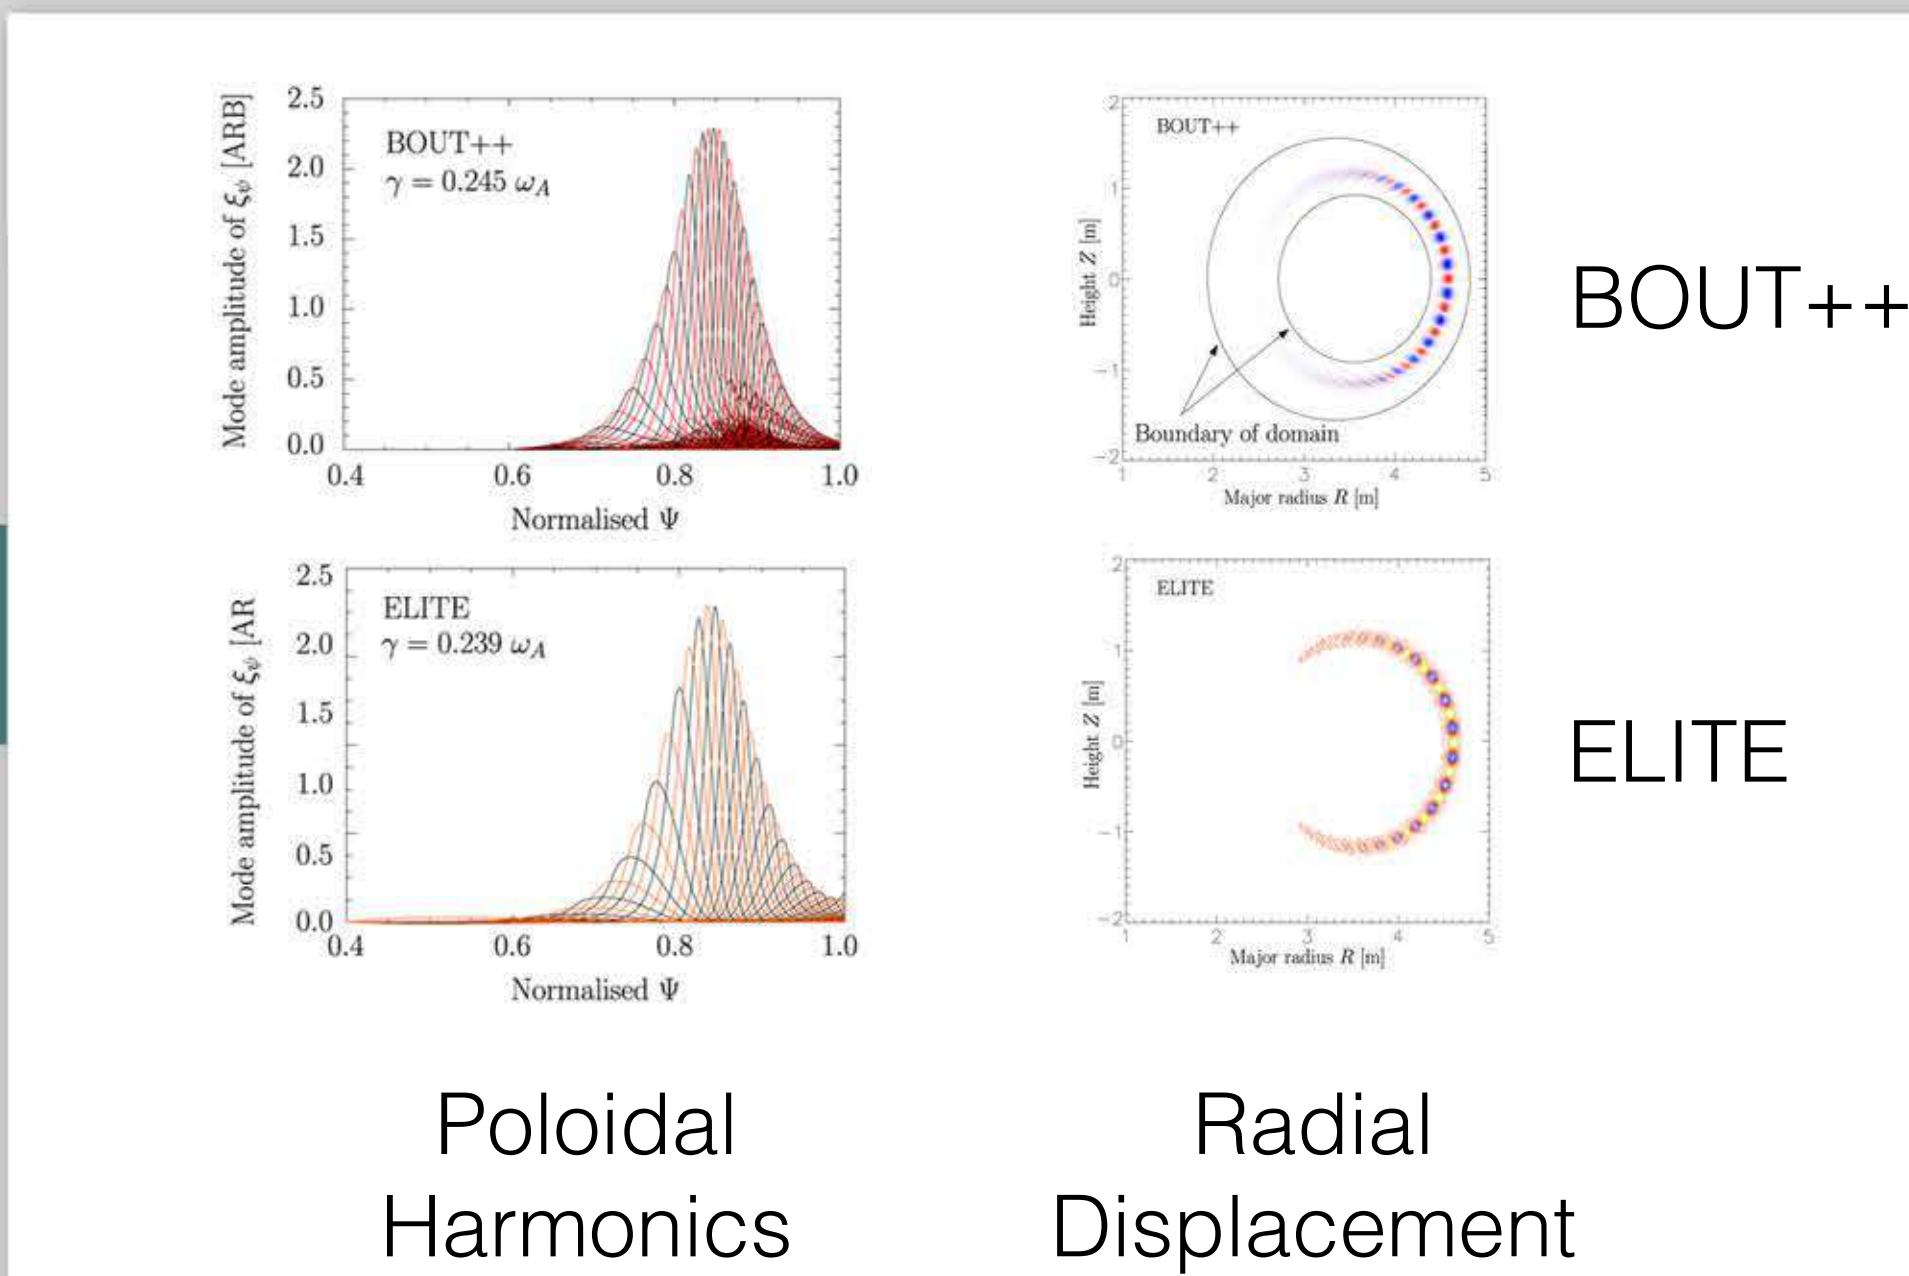 2.5
2.0
1.5
1.0
0.5
0.0
Mode amplitude of ξψ [ARB]
BOUT++
γ = 0.245 ωA
0.4 0.6 0.8 1.0
Normalised Ψ
2
1
0
−1
−2
Height Z [m]
BOUT++
Boundary of domain
1 2 3 4 5
Major radius R [m]
BOUT++
2.5
2.0
1.5
1.0
0.5
0.0
Mode amplitude of ξψ [AR
ELITE
γ = 0.239 ωA
0.4 0.6 0.8 1.0
Normalised Ψ
2
1
0
−1
−2
Height Z [m]
ELITE
1 2 3 4 5
Major radius R [m]
ELITE
Poloidal
Harmonics
Radial
Displacement